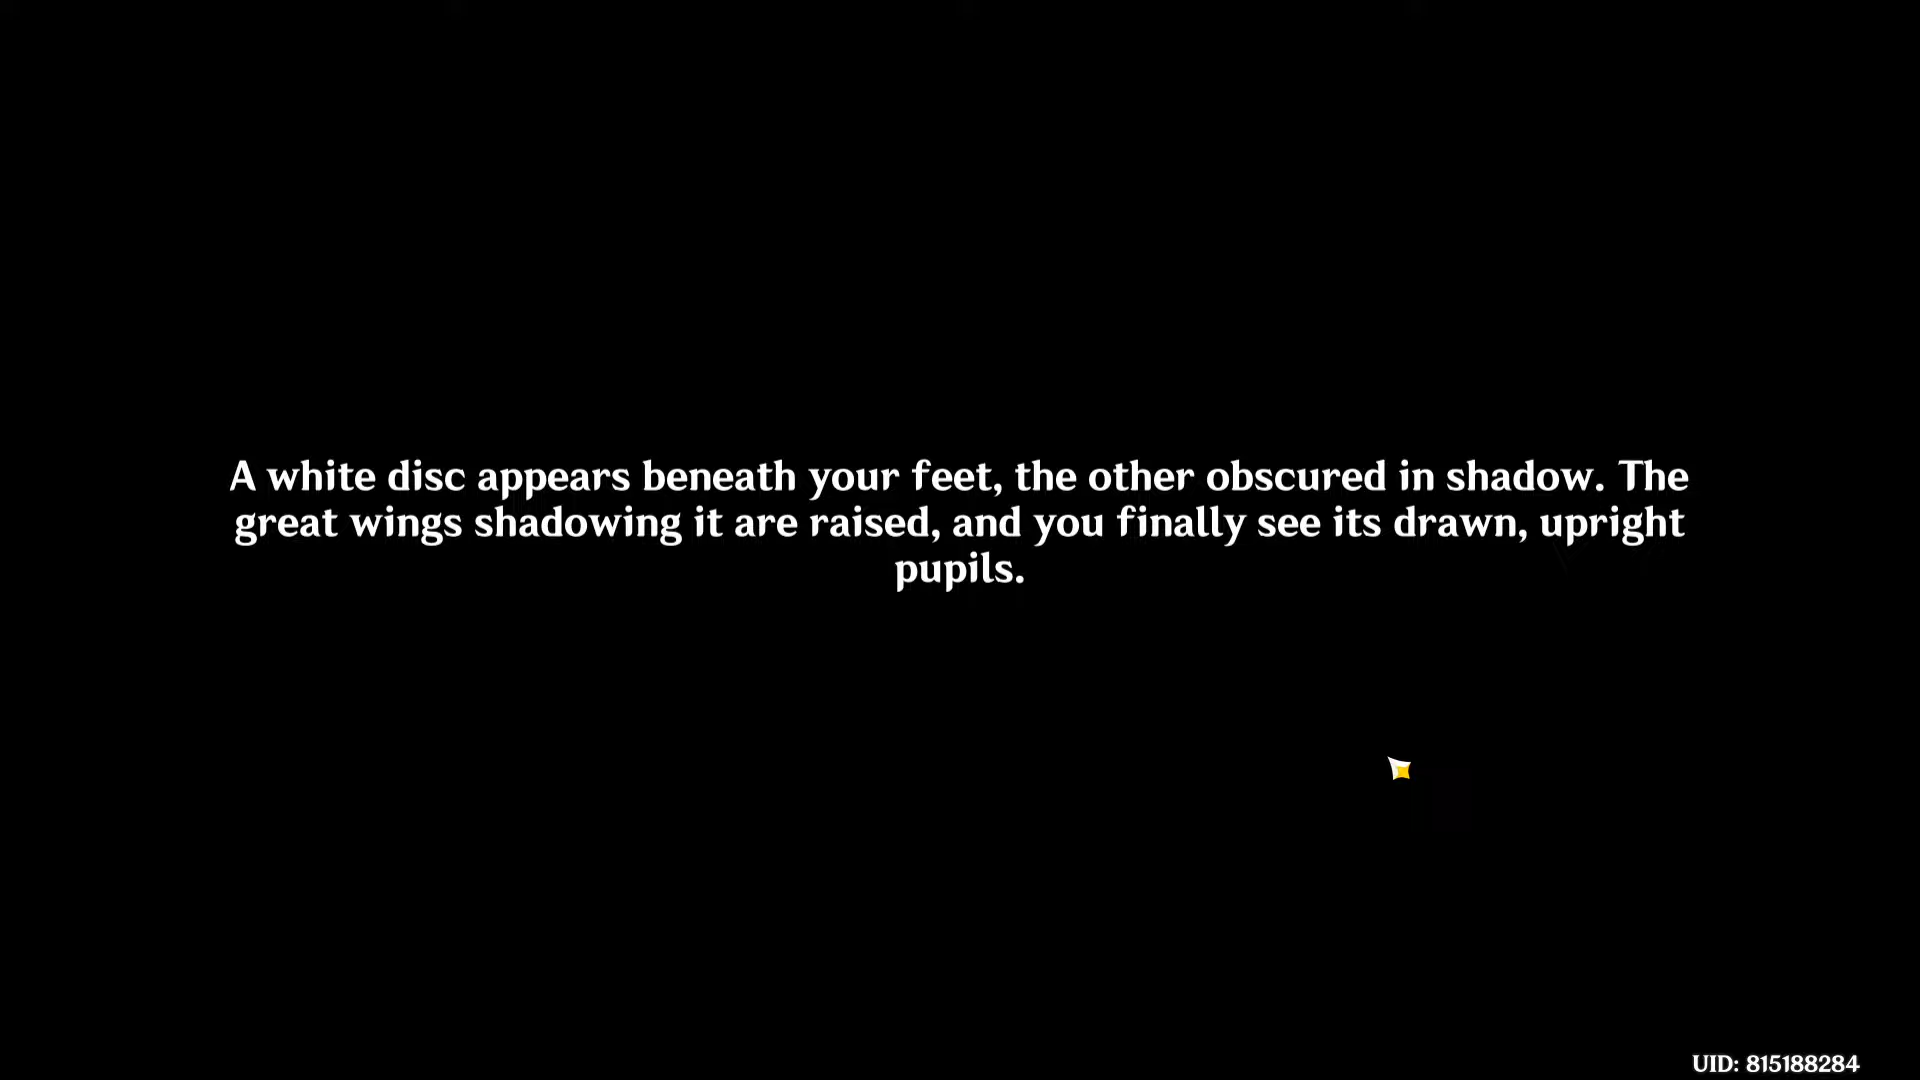 A white disc appears beneath your feet, the other obscured in shadow. The
great wings shadowing it are raised, and you finally see its drawn, upright
pupils.
UID: 815188284